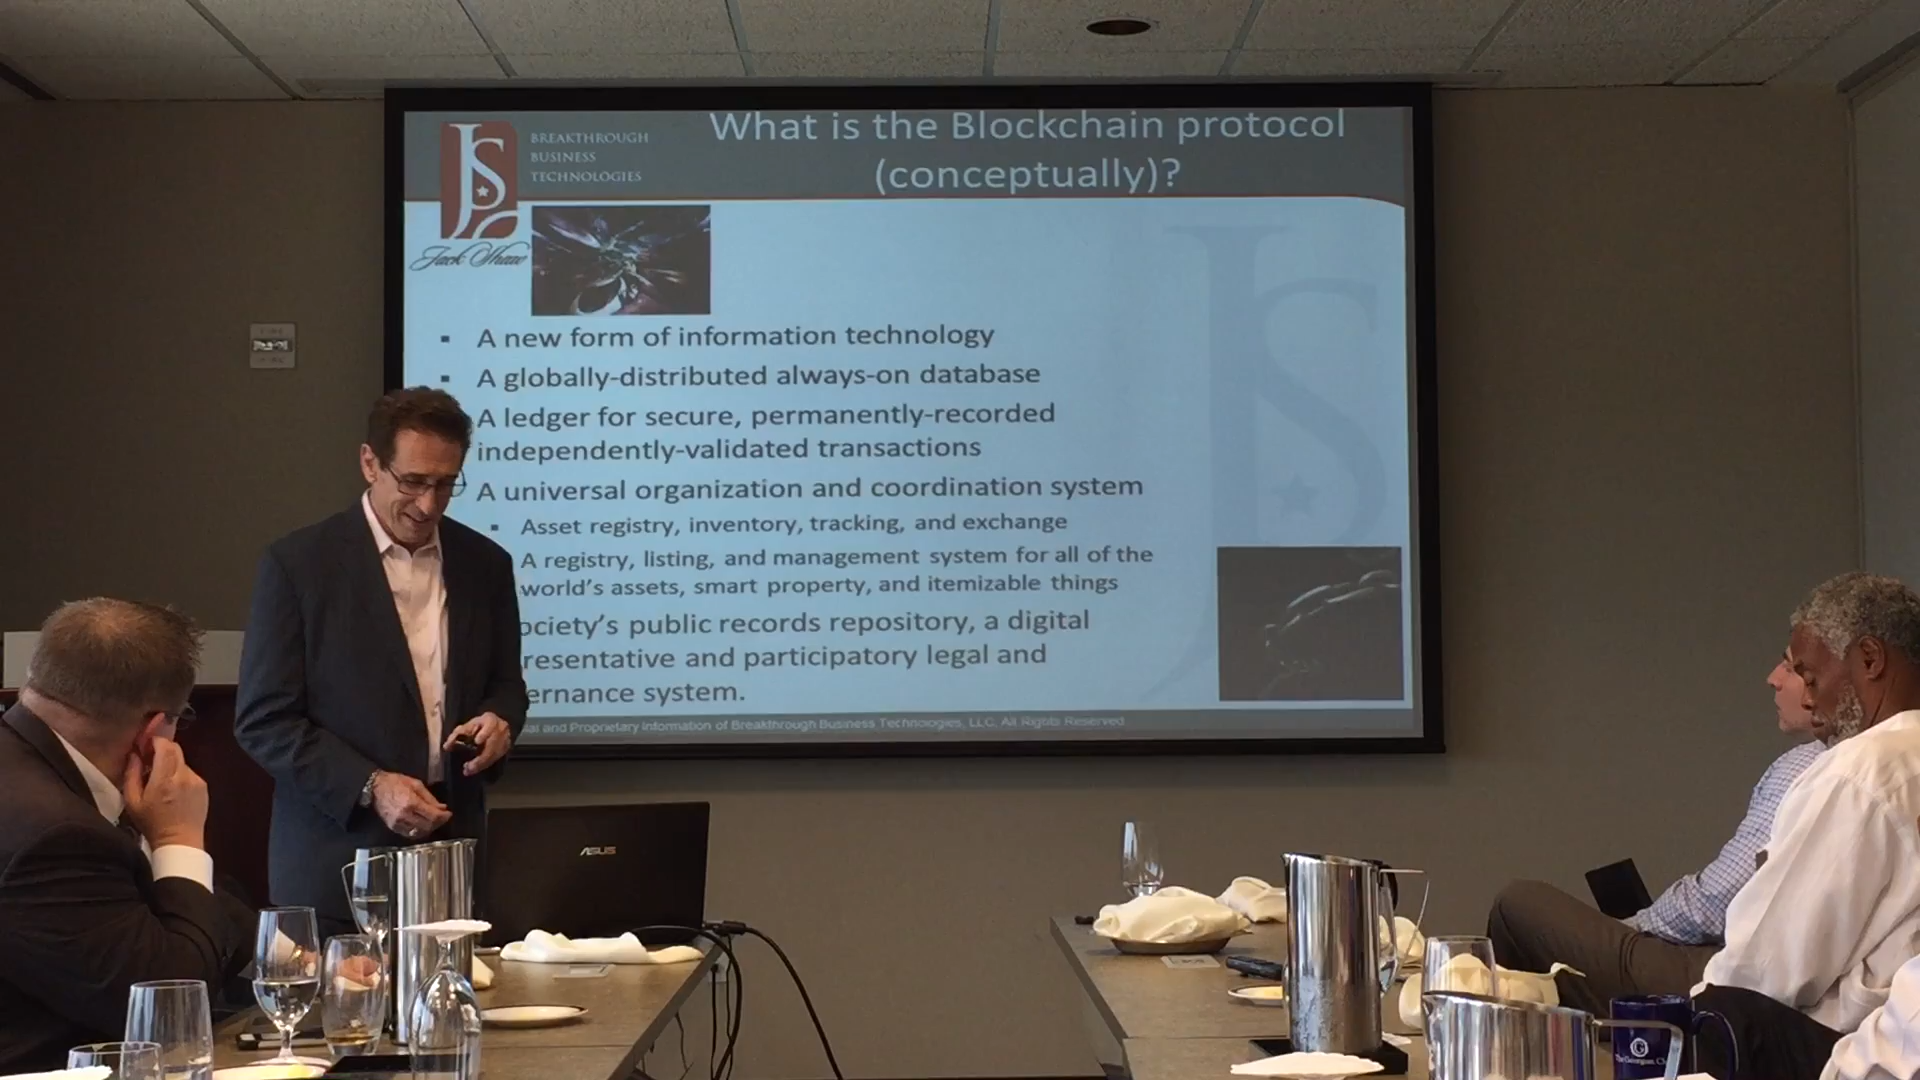 BREAKTHROUGH
BUSINESS
TECHNOLOGIES
JS
Jack Shaw
What is the Blockchain protocol
(conceptually)?
A new form of information technology
A globally-distributed always-on database
A ledger for secure, permanently-recorded
independently-validated transactions
A universal organization and coordination system
Asset registry, inventory, tracking, and exchange
A registry, listing, and management system for all of the
world's assets, smart property, and itemizable things
ociety's public records repository, a digital
resentative and participatory legal and
ernance system.
and Proprietary Information of Breakthrough Business Technologies, LLC. All Rights Reserved
ASUS
G
The Georgian